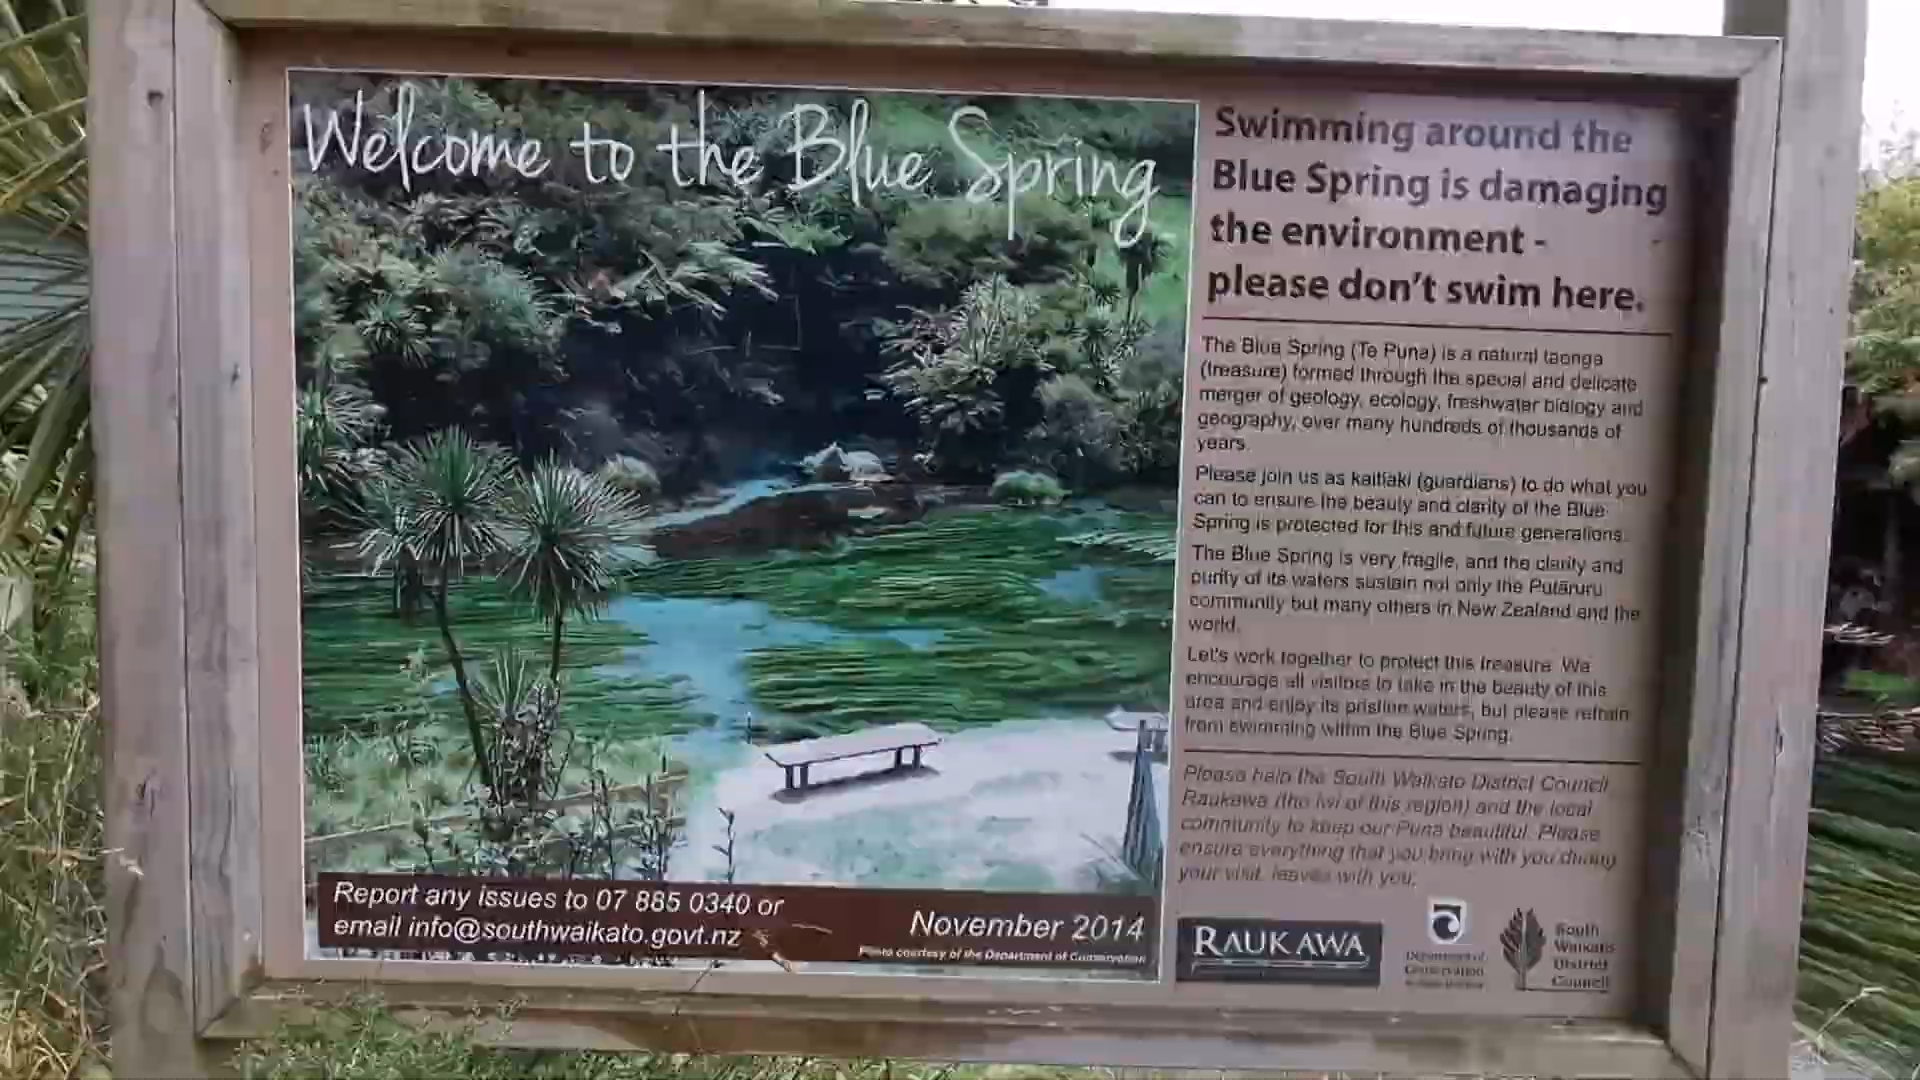 Welcome to the Blue Spring
Swimming around the
Blue Spring is damaging
the environment -
please don't swim here.
The Blue Spring (Te Puna) is a natural taonga
(treasure) formed through the special and delicate
merger of geology, ecology, freshwater biology and
geography, over many hundreds of thousands of
years.
Please join us as kaitiaki (guardians) to do what you
can to ensure the beauty and clarity of the Blue
Spring is protected for this and future generations.
The Blue Spring is very fragile, and the clarity and
purity of its waters sustain not only the Putāruru
community but many others in New Zealand and the
world.
Let's work together to protect this treasure. We
encourage all visitors to take in the beauty of this
area and enjoy its pristine waters, but please refrain
from swimming within the Blue Spring.
Please help the South Waikato District Council
Raukawa (the iwi of this region) and the local
community to keep our Puna beautiful. Please
ensure everything that you bring with you during
your visit, leaves with you.
Report any issues to 07 885 0340 or
email info@southwaikato.govt.nz
November 2014
Photo courtesy of the Department of Conservation
RAUKAWA
Department of
Conservation
South
Waikato
District
Council